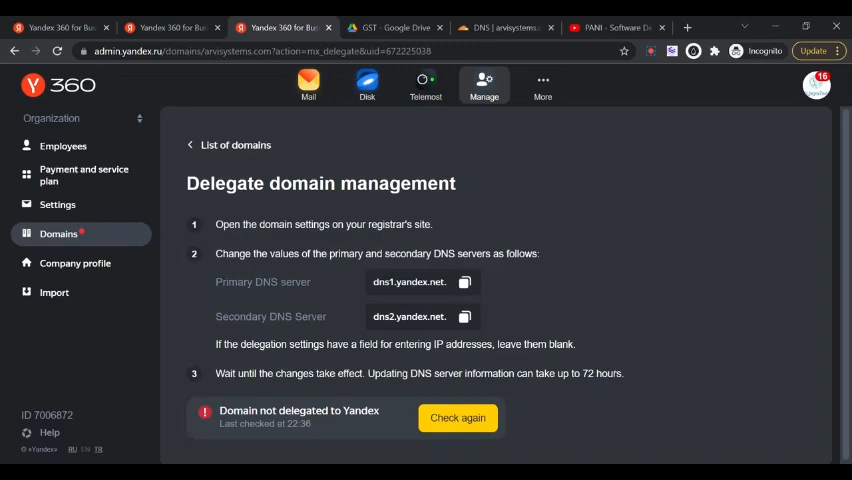 Yandex 360 for Bus
Yandex 360 for Bus
Yandex 360 for Bus
GST - Google Drive
DNS | arvisystems.c
PANI - Software De
admin.yandex.ru/domains/arvisystems.com?action=mx_delegate&uid=672225038
Incognito
Update
Y 360
Mail
Disk
Telemost
Manage
More
16
Organization
Employees
Payment and service
plan
Settings
Domains
Company profile
Import
ID 7006872
Help
© «Yandex» RU EN TR
List of domains
Delegate domain management
1 Open the domain settings on your registrar's site.
2 Change the values of the primary and secondary DNS servers as follows:
Primary DNS server dns1.yandex.net.
Secondary DNS Server dns2.yandex.net.
If the delegation settings have a field for entering IP addresses, leave them blank.
3 Wait until the changes take effect. Updating DNS server information can take up to 72 hours.
Domain not delegated to Yandex
Last checked at 22:36
Check again